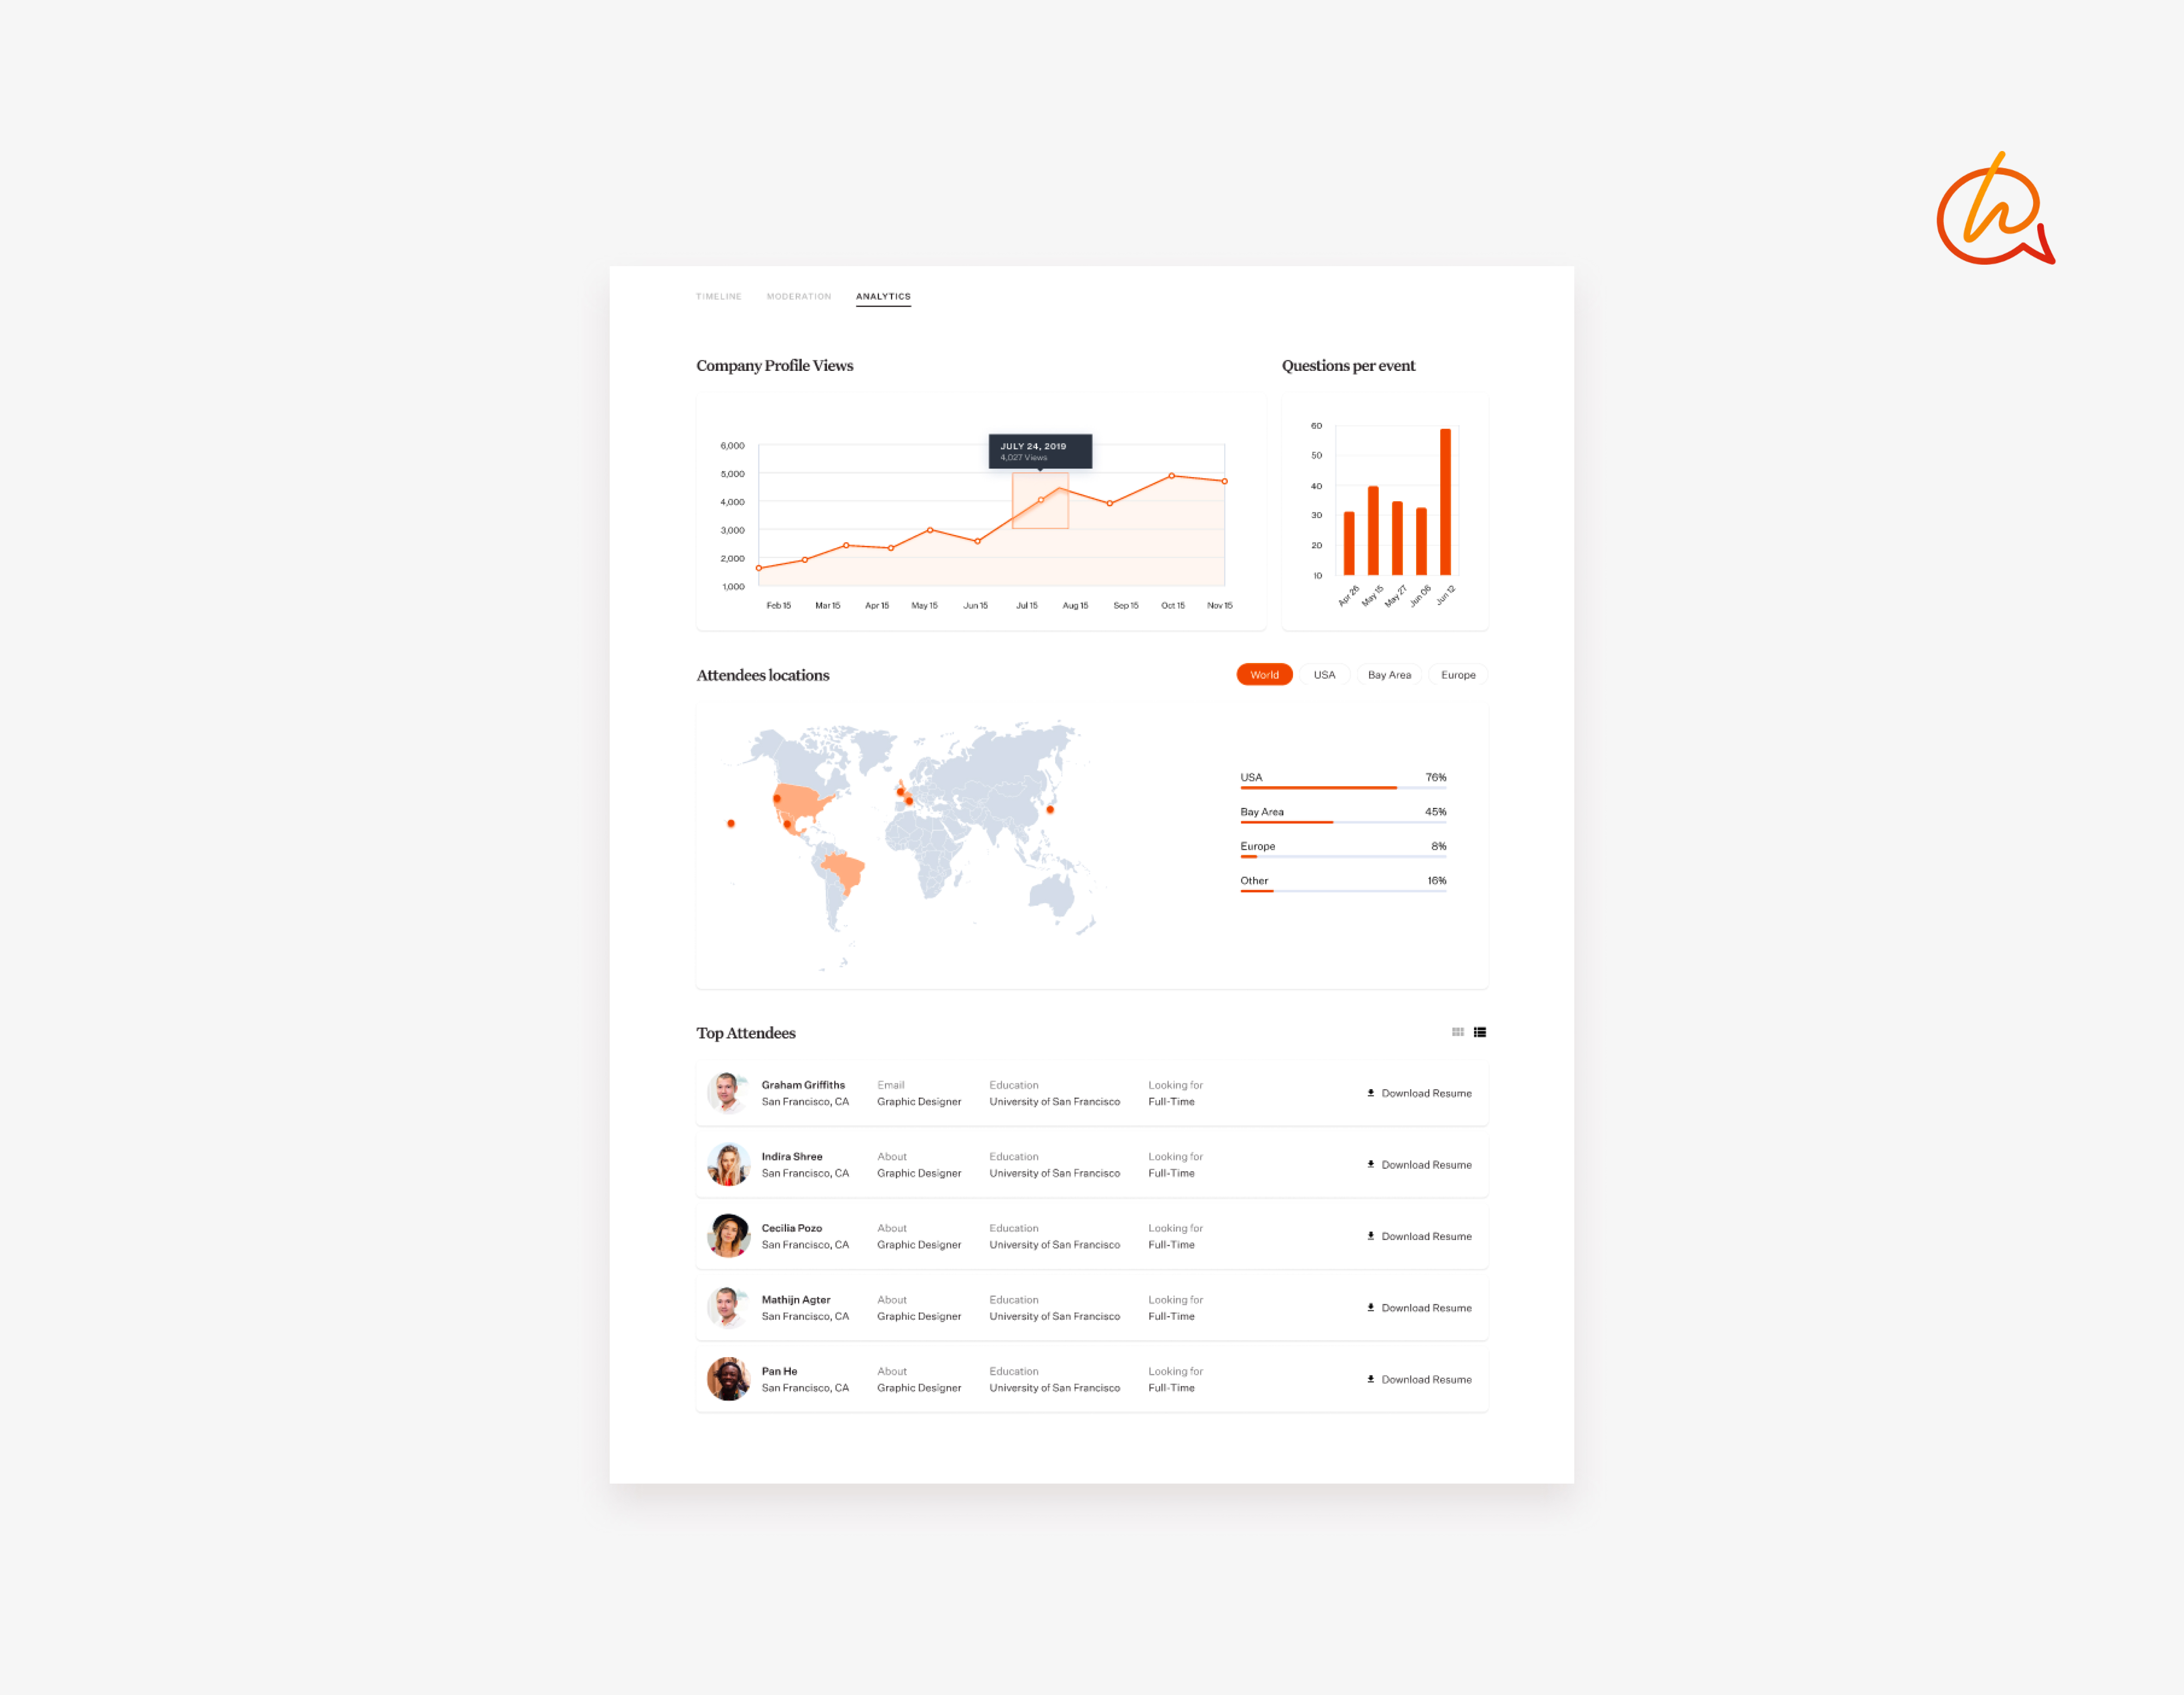 TIMELINE MODERATION ANALYTICS
Company Profile Views
6,000
5,000
4,000
3,000
2,000
1,000
JULY 24, 2019
4,027 Views
Feb 15 Mar 15 Apr 15 May 15 Jun 15 Jul 15 Aug 15 Sep 15 Oct 15 Nov 15
Questions per event
60
50
40
30
20
10
Apr 26 May 15 May 27 Jun 06 Jun 12
Attendees locations
World USA Bay Area Europe
USA 76%
Bay Area 45%
Europe 8%
Other 16%
Top Attendees
Graham Griffiths Email Education Looking for
San Francisco, CA Graphic Designer University of San Francisco Full-Time
Download Resume
Indira Shree About Education Looking for
San Francisco, CA Graphic Designer University of San Francisco Full-Time
Download Resume
Cecilia Pozo About Education Looking for
San Francisco, CA Graphic Designer University of San Francisco Full-Time
Download Resume
Mathijn Agter About Education Looking for
San Francisco, CA Graphic Designer University of San Francisco Full-Time
Download Resume
Pan He About Education Looking for
San Francisco, CA Graphic Designer University of San Francisco Full-Time
Download Resume